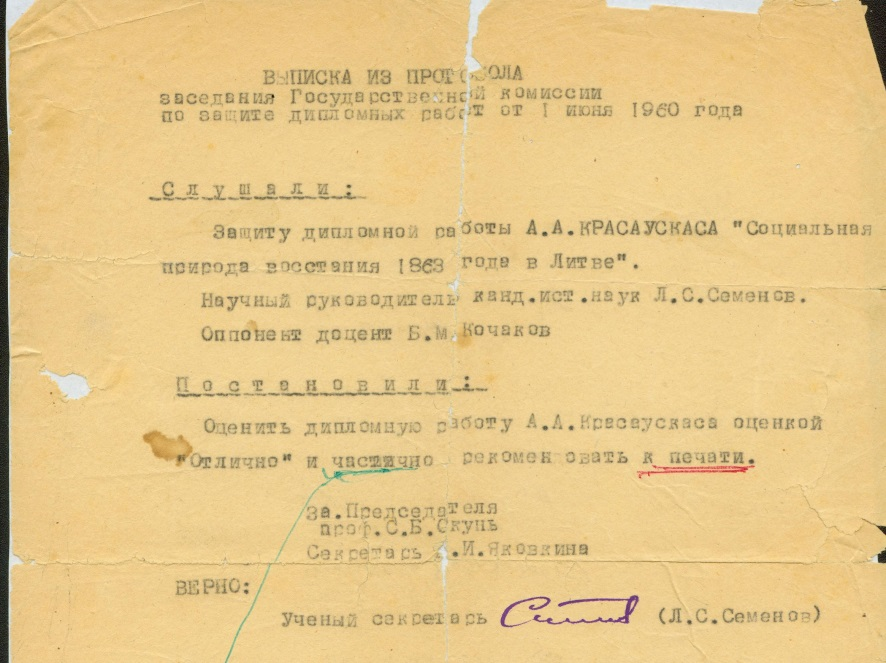 ВЫПИСКА ИЗ ПРОТОКОЛА
заседания Государственной комиссии
по защите дипломных работ от 1 июня 1960 года
Слушали:
Защиту дипломной работы А.А.КРАСАУСКАСА "Социальная
природа восстания 1863 года в Литве".
Научный руководитель канд.ист.наук Л.С.Семенов.
Оппонент доцент Б.М.Кочаков
Постановили:
Оценить дипломную работу А.А.Красаускаса оценкой
"Отлично" и частично рекомендовать к печати.
за.Председателя
проф.С.Б.Окунь
Секретарь И.Яковкина
ВЕРНО:
Ученый секретарь (Л.С.Семенов)